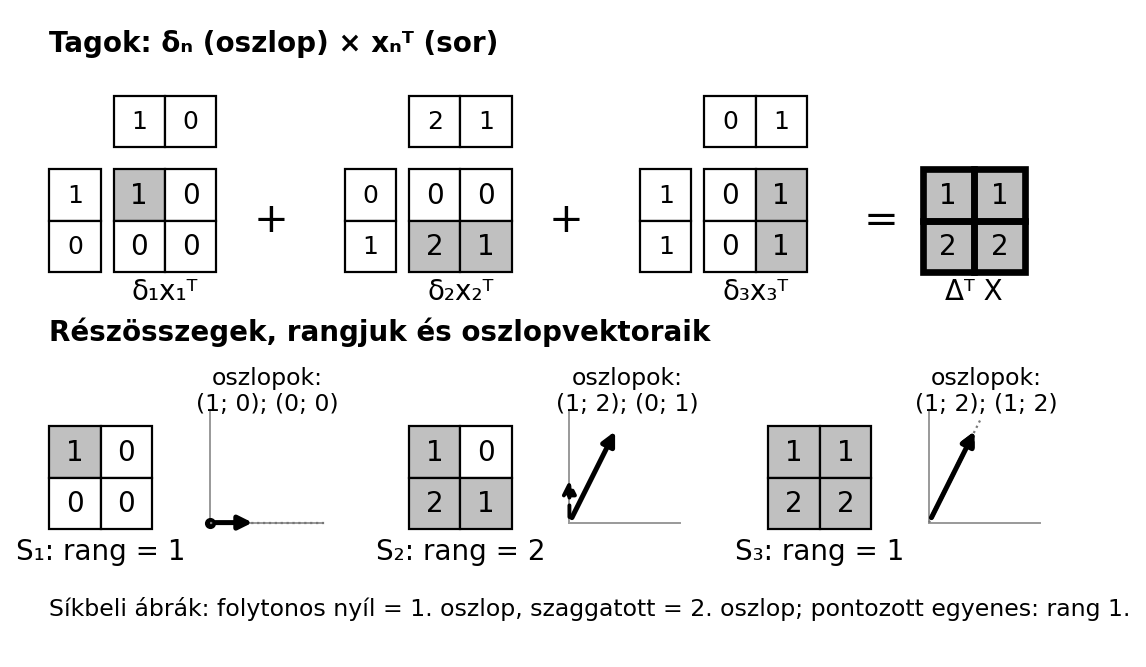 Tagok: δₙ (oszlop) × xₙᵀ (sor)
1 0 2 1 0 1
1 1 0 + 0 0 0 + 1 0 1 = 1 1
0 0 0 1 2 1 1 0 1 2 2
δ₁x₁ᵀ δ₂x₂ᵀ δ₃x₃ᵀ Δᵀ X
Részösszegek, rangjuk és oszlopvektoraik
oszlopok: oszlopok: oszlopok:
(1; 0); (0; 0) (1; 2); (0; 1) (1; 2); (1; 2)
1 0 1 0 1 1
0 0 2 1 2 2
S₁: rang = 1 S₂: rang = 2 S₃: rang = 1
Síkbeli ábrák: folytonos nyíl = 1. oszlop, szaggatott = 2. oszlop; pontozott egyenes: rang 1.